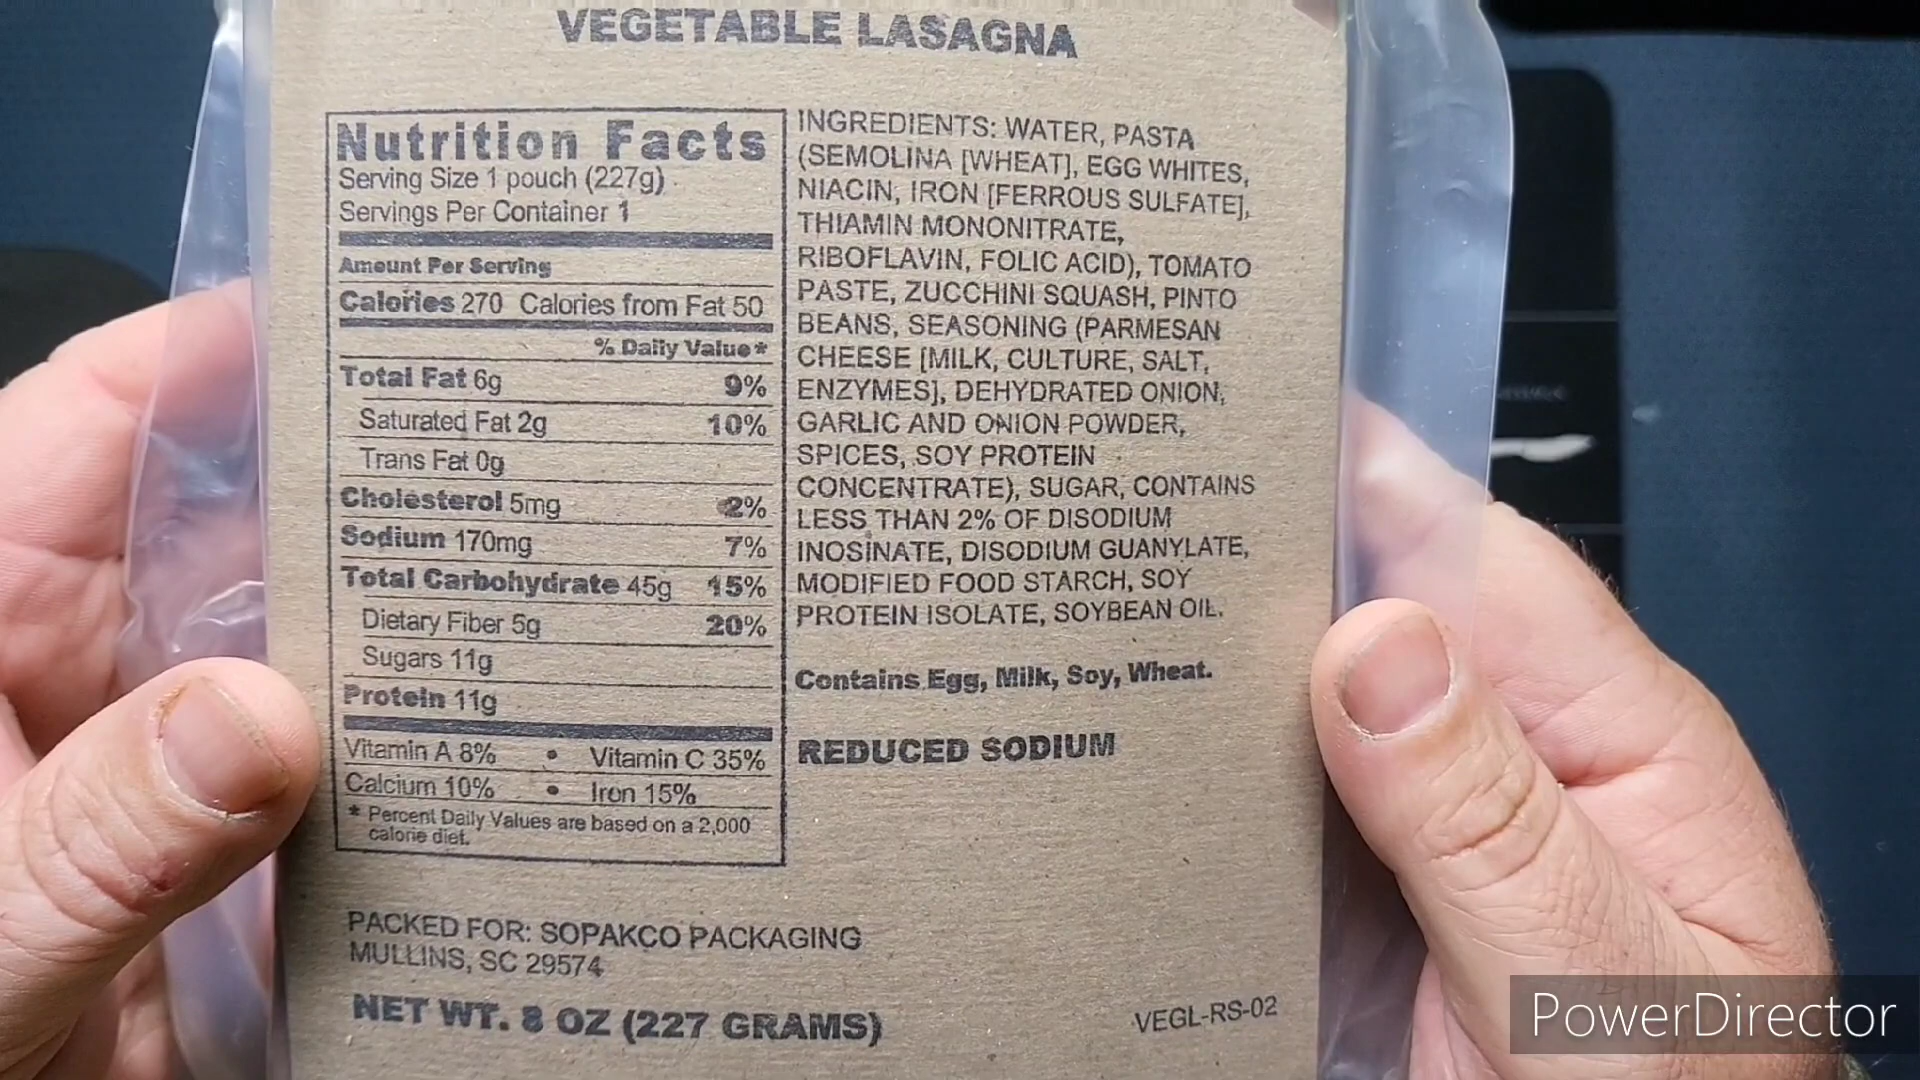 VEGETABLE LASAGNA
Nutrition Facts
Serving Size 1 pouch (227g)
Servings Per Container 1
Amount Per Serving
Calories 270 Calories from Fat 50
% Daily Value*
Total Fat 6g 9%
Saturated Fat 2g 10%
Trans Fat 0g
Cholesterol 5mg 2%
Sodium 170mg 7%
Total Carbohydrate 45g 15%
Dietary Fiber 5g 20%
Sugars 11g
Protein 11g
Vitamin A 8% • Vitamin C 35%
Calcium 10% • Iron 15%
* Percent Daily Values are based on a 2,000
calorie diet.
INGREDIENTS: WATER, PASTA
(SEMOLINA [WHEAT], EGG WHITES,
NIACIN, IRON [FERROUS SULFATE],
THIAMIN MONONITRATE,
RIBOFLAVIN, FOLIC ACID), TOMATO
PASTE, ZUCCHINI SQUASH, PINTO
BEANS, SEASONING (PARMESAN
CHEESE [MILK, CULTURE, SALT,
ENZYMES], DEHYDRATED ONION,
GARLIC AND ONION POWDER,
SPICES, SOY PROTEIN
CONCENTRATE), SUGAR, CONTAINS
LESS THAN 2% OF DISODIUM
INOSINATE, DISODIUM GUANYLATE,
MODIFIED FOOD STARCH, SOY
PROTEIN ISOLATE, SOYBEAN OIL.
Contains Egg, Milk, Soy, Wheat.
REDUCED SODIUM
PACKED FOR: SOPAKCO PACKAGING
MULLINS, SC 29574
NET WT. 8 OZ (227 GRAMS)
VEGL-RS-02
PowerDirector